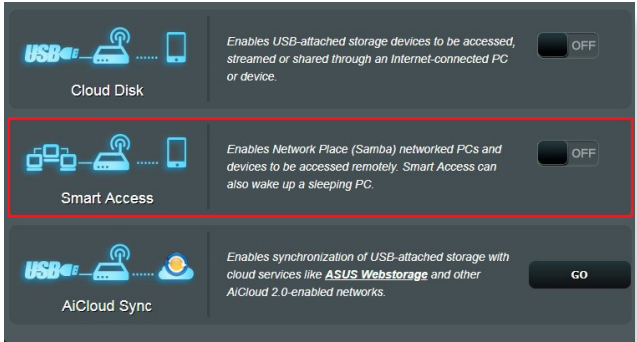 Enables USB-attached storage devices to be accessed,
streamed or shared through an Internet-connected PC
or device.
OFF
USB
Cloud Disk
Enables Network Place (Samba) networked PCs and
devices to be accessed remotely. Smart Access can
also wake up a sleeping PC.
OFF
Smart Access
Enables synchronization of USB-attached storage with
cloud services like ASUS Webstorage and other
AiCloud 2.0-enabled networks.
GO
USB
AiCloud Sync